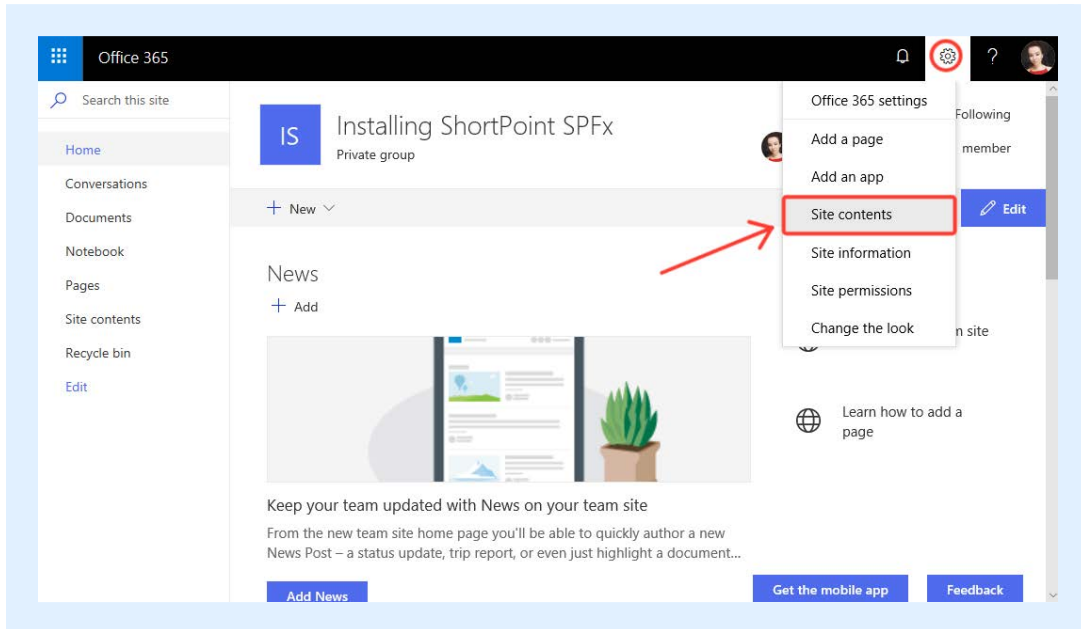 Office 365
?
Search this site
Home
Conversations
Documents
Notebook
Pages
Site contents
Recycle bin
Edit
IS
Installing ShortPoint SPFx
Private group
+ New
Office 365 settings
Add a page
Add an app
Site contents
Site information
Site permissions
Change the look
Following
member
Edit
News
+ Add
Keep your team updated with News on your team site
From the new team site home page you'll be able to quickly author a new
News Post – a status update, trip report, or even just highlight a document...
Add News
site
Learn how to add a
page
Get the mobile app
Feedback